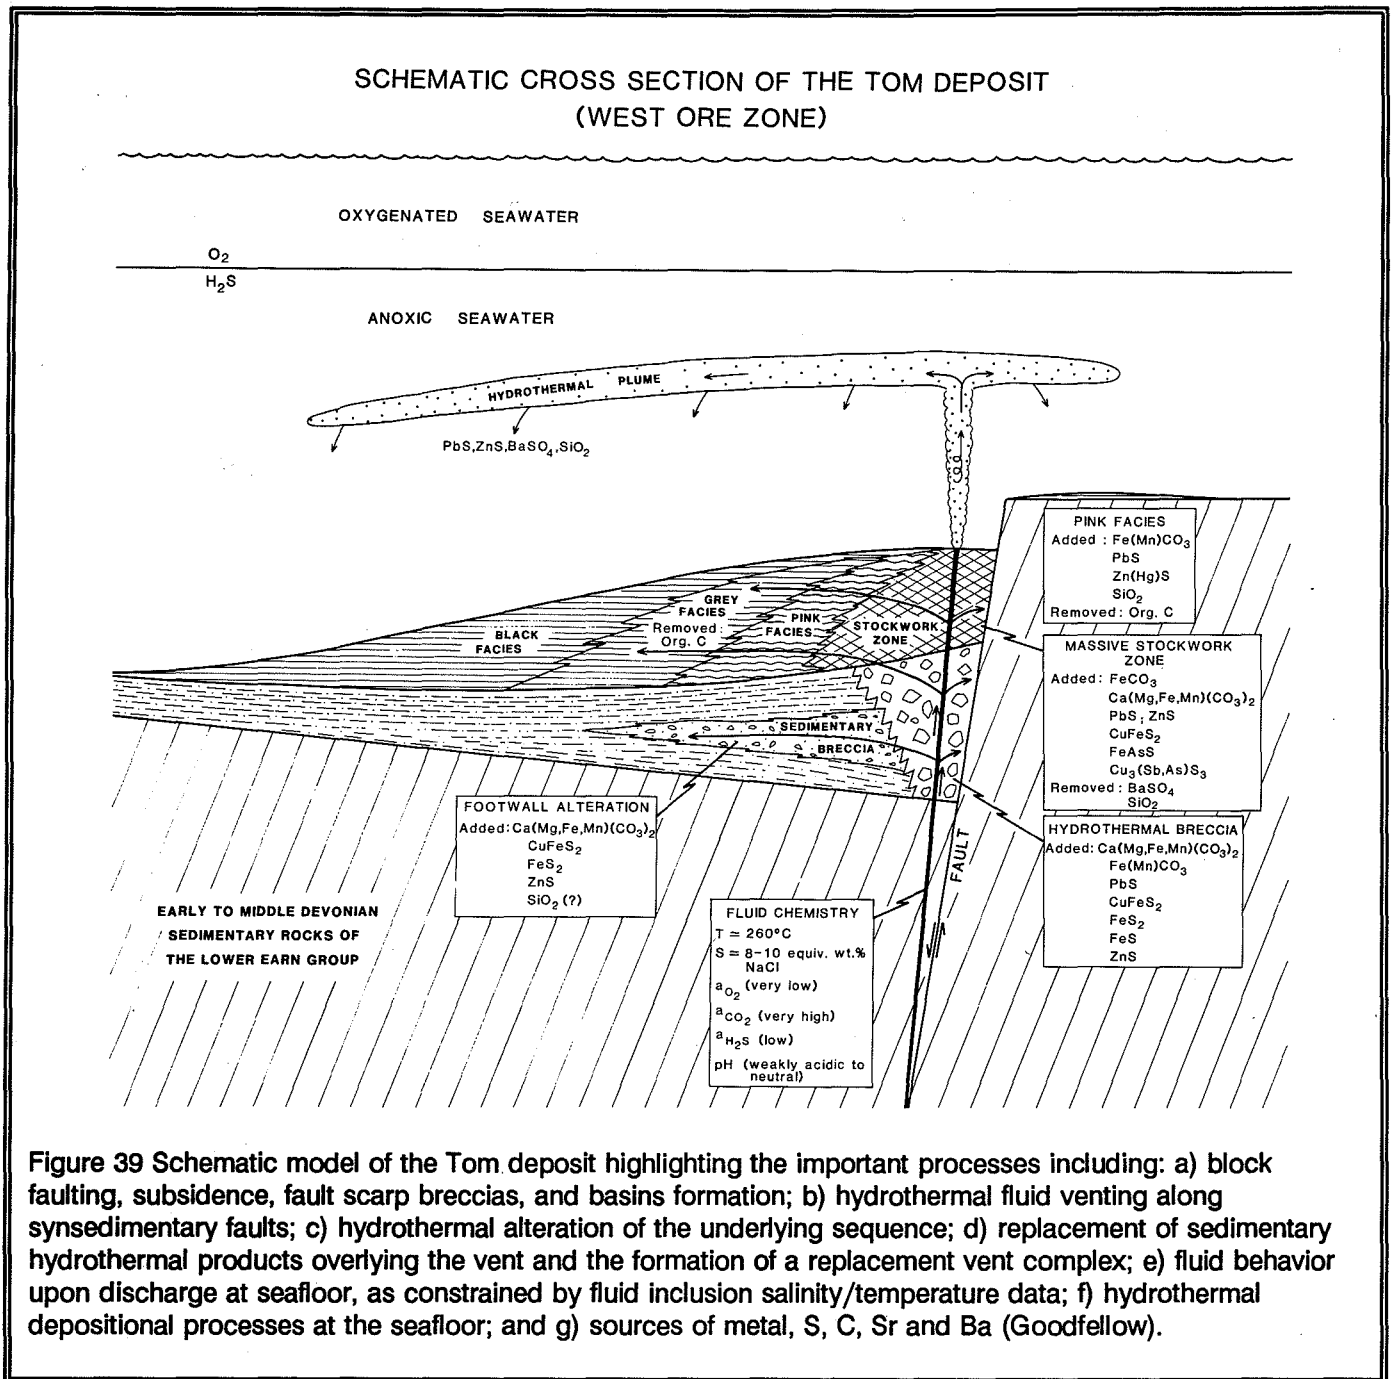 SCHEMATIC CROSS SECTION OF THE TOM DEPOSIT
(WEST ORE ZONE)
OXYGENATED SEAWATER
O₂
H₂S
ANOXIC SEAWATER
HYDROTHERMAL PLUME
PbS,ZnS,BaSO₄,SiO₂
BLACK
FACIES
GREY
FACIES
Removed:
Org. C
PINK
FACIES
STOCKWORK
ZONE
SEDIMENTARY
BRECCIA
FAULT
PINK FACIES
Added : Fe(Mn)CO₃
PbS
Zn(Hg)S
SiO₂
Removed: Org. C
MASSIVE STOCKWORK
ZONE
Added: FeCO₃
Ca(Mg,Fe,Mn)(CO₃)₂
PbS , ZnS
CuFeS₂
FeAsS
Cu₃(Sb,As)S₃
Removed : BaSO₄
SiO₂
HYDROTHERMAL BRECCIA
Added: Ca(Mg,Fe,Mn)(CO₃)₂
Fe(Mn)CO₃
PbS
CuFeS₂
FeS₂
FeS
ZnS
FOOTWALL ALTERATION
Added:Ca(Mg,Fe,Mn)(CO₃)₂
CuFeS₂
FeS₂
ZnS
SiO₂ (?)
EARLY TO MIDDLE DEVONIAN
SEDIMENTARY ROCKS OF
THE LOWER EARN GROUP
FLUID CHEMISTRY
T = 260°C
S = 8-10 equiv. wt.%
NaCl
aO₂ (very low)
aCO₂ (very high)
aH₂S (low)
pH (weakly acidic to
neutral)
Figure 39 Schematic model of the Tom deposit highlighting the important processes including: a) block
faulting, subsidence, fault scarp breccias, and basins formation; b) hydrothermal fluid venting along
synsedimentary faults; c) hydrothermal alteration of the underlying sequence; d) replacement of sedimentary
hydrothermal products overlying the vent and the formation of a replacement vent complex; e) fluid behavior
upon discharge at seafloor, as constrained by fluid inclusion salinity/temperature data; f) hydrothermal
depositional processes at the seafloor; and g) sources of metal, S, C, Sr and Ba (Goodfellow).